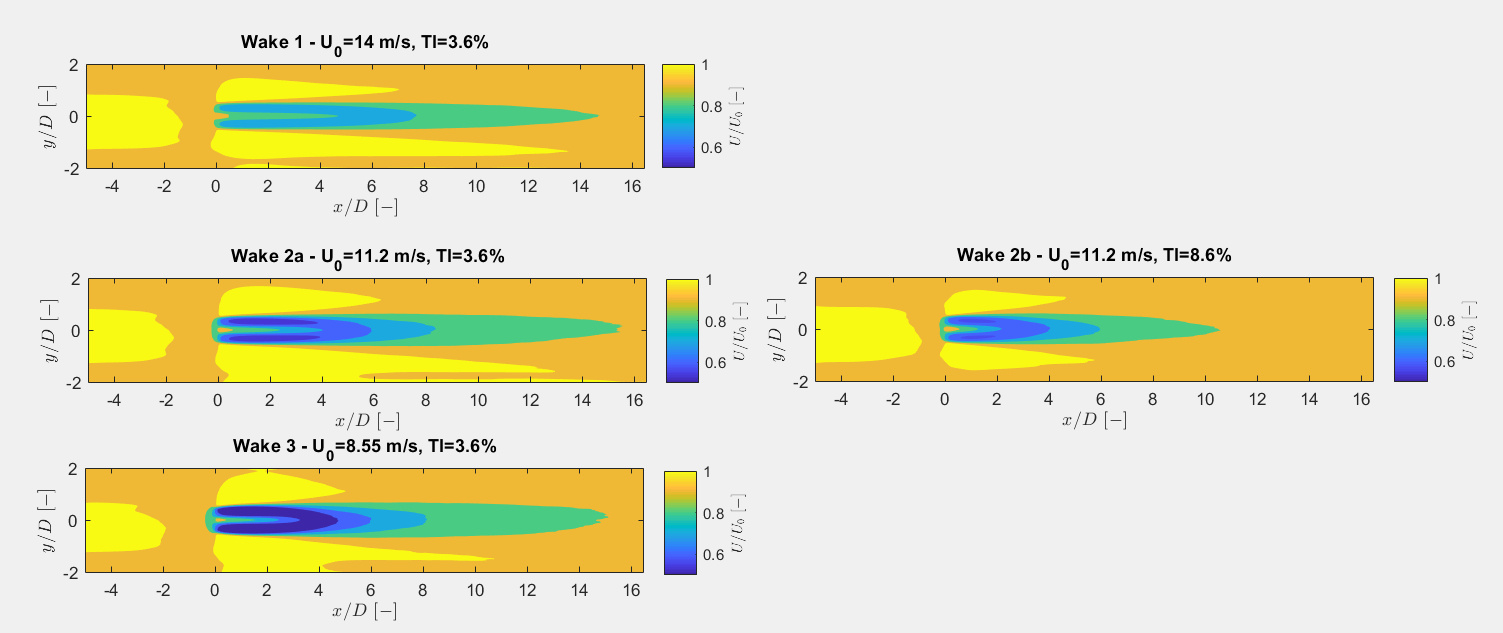 Wake 1 - U0=14 m/s, TI=3.6%
2
0
-2
y/D [−]
-4 -2 0 2 4 6 8 10 12 14 16
x/D [−]
1
0.8
0.6
U/U0 [−]
Wake 2a - U0=11.2 m/s, TI=3.6%
2
0
-2
y/D [−]
-4 -2 0 2 4 6 8 10 12 14 16
x/D [−]
1
0.8
0.6
U/U0 [−]
Wake 2b - U0=11.2 m/s, TI=8.6%
2
0
-2
y/D [−]
-4 -2 0 2 4 6 8 10 12 14 16
x/D [−]
1
0.8
0.6
U/U0 [−]
Wake 3 - U0=8.55 m/s, TI=3.6%
2
0
-2
y/D [−]
-4 -2 0 2 4 6 8 10 12 14 16
x/D [−]
1
0.8
0.6
U/U0 [−]